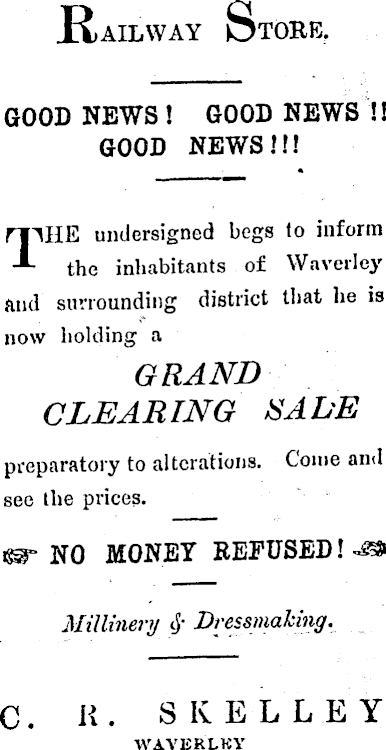 RAILWAY STORE.
GOOD NEWS! GOOD NEWS!!
GOOD NEWS!!!
THE undersigned begs to inform
the inhabitants of Waverley
and surrounding district that he is
now holding a
GRAND
CLEARING SALE
preparatory to alterations. Come and
see the prices.
☞ NO MONEY REFUSED! ☜
Millinery & Dressmaking.
C. R. SKELLEY
WAVERLEY